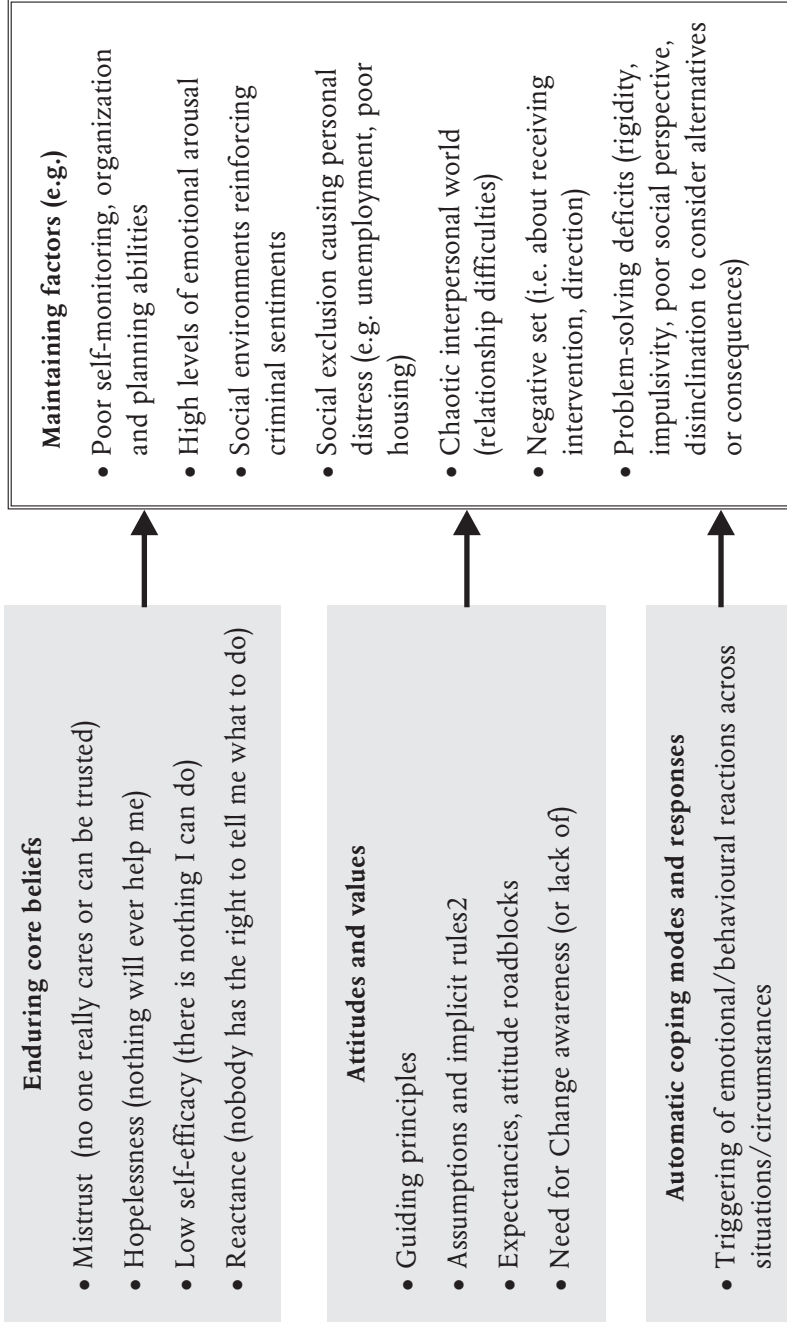 Enduring core beliefs
• Mistrust (no one really cares or can be trusted)
• Hopelessness (nothing will ever help me)
• Low self-efficacy (there is nothing I can do)
• Reactance (nobody has the right to tell me what to do)
Attitudes and values
• Guiding principles
• Assumptions and implicit rules2
• Expectancies, attitude roadblocks
• Need for Change awareness (or lack of)
Automatic coping modes and responses
• Triggering of emotional/behavioural reactions across
situations/circumstances
Maintaining factors (e.g.)
• Poor self-monitoring, organization
and planning abilities
• High levels of emotional arousal
• Social environments reinforcing
criminal sentiments
• Social exclusion causing personal
distress (e.g. unemployment, poor
housing)
• Chaotic interpersonal world
(relationship difficulties)
• Negative set (i.e. about receiving
intervention, direction)
• Problem-solving deficits (rigidity,
impulsivity, poor social perspective,
disinclination to consider alternatives
or consequences)